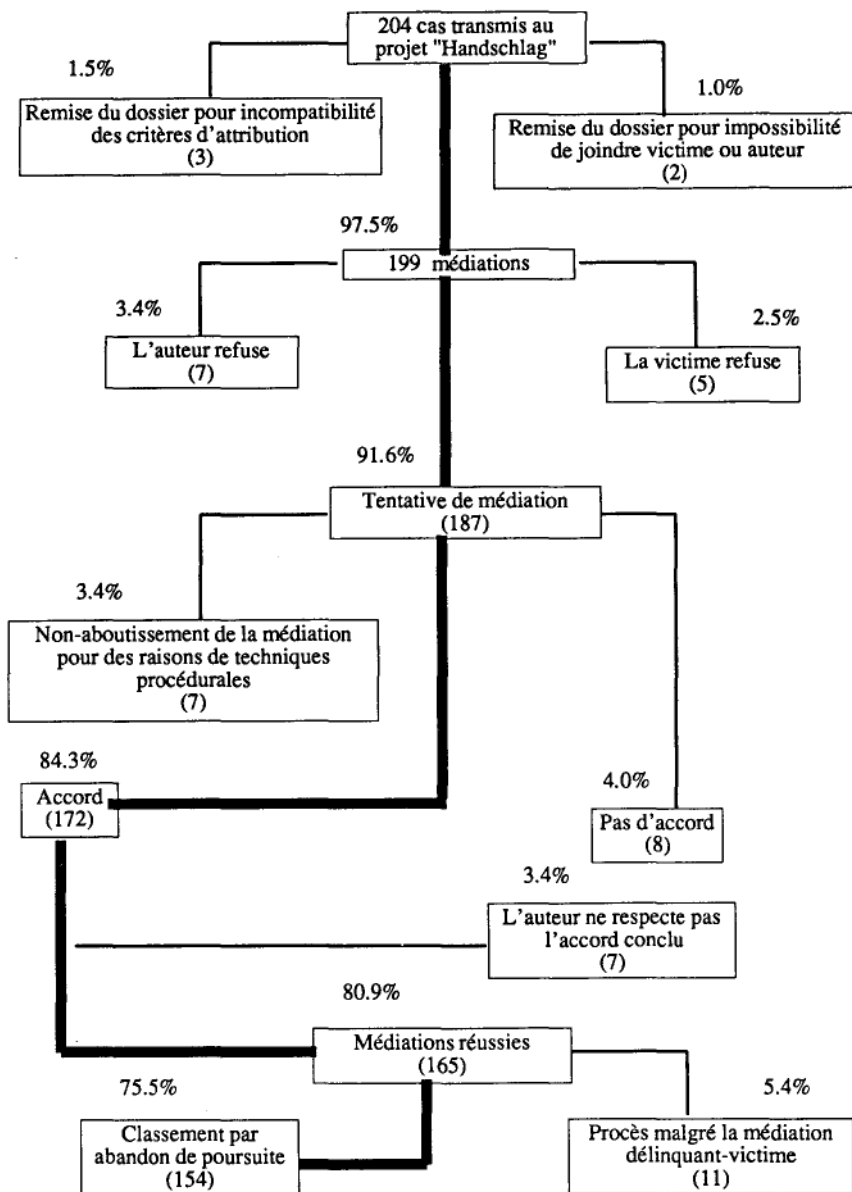 204 cas transmis au
projet "Handschlag"
1.5%
1.0%
Remise du dossier pour incompatibilité
des critères d'attribution
(3)
Remise du dossier pour impossibilité
de joindre victime ou auteur
(2)
97.5%
199 médiations
3.4%
2.5%
L'auteur refuse
(7)
La victime refuse
(5)
91.6%
Tentative de médiation
(187)
3.4%
Non-aboutissement de la médiation
pour des raisons de techniques
procédurales
(7)
84.3%
4.0%
Accord
(172)
Pas d'accord
(8)
3.4%
L'auteur ne respecte pas
l'accord conclu
(7)
80.9%
Médiations réussies
(165)
75.5%
5.4%
Classement par
abandon de poursuite
(154)
Procès malgré la médiation
délinquant-victime
(11)